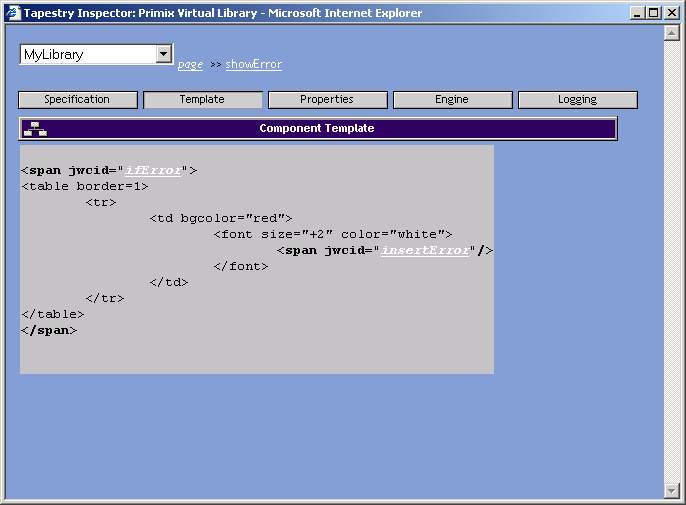 Tapestry Inspector: Primix Virtual Library - Microsoft Internet Explorer
MyLibrary
page >> showError
Specification Template Properties Engine Logging
Component Template
<span jwcid="ifError">
<table border=1>
<tr>
<td bgcolor="red">
<font size="+2" color="white">
<span jwcid="insertError"/>
</font>
</td>
</tr>
</table>
</span>